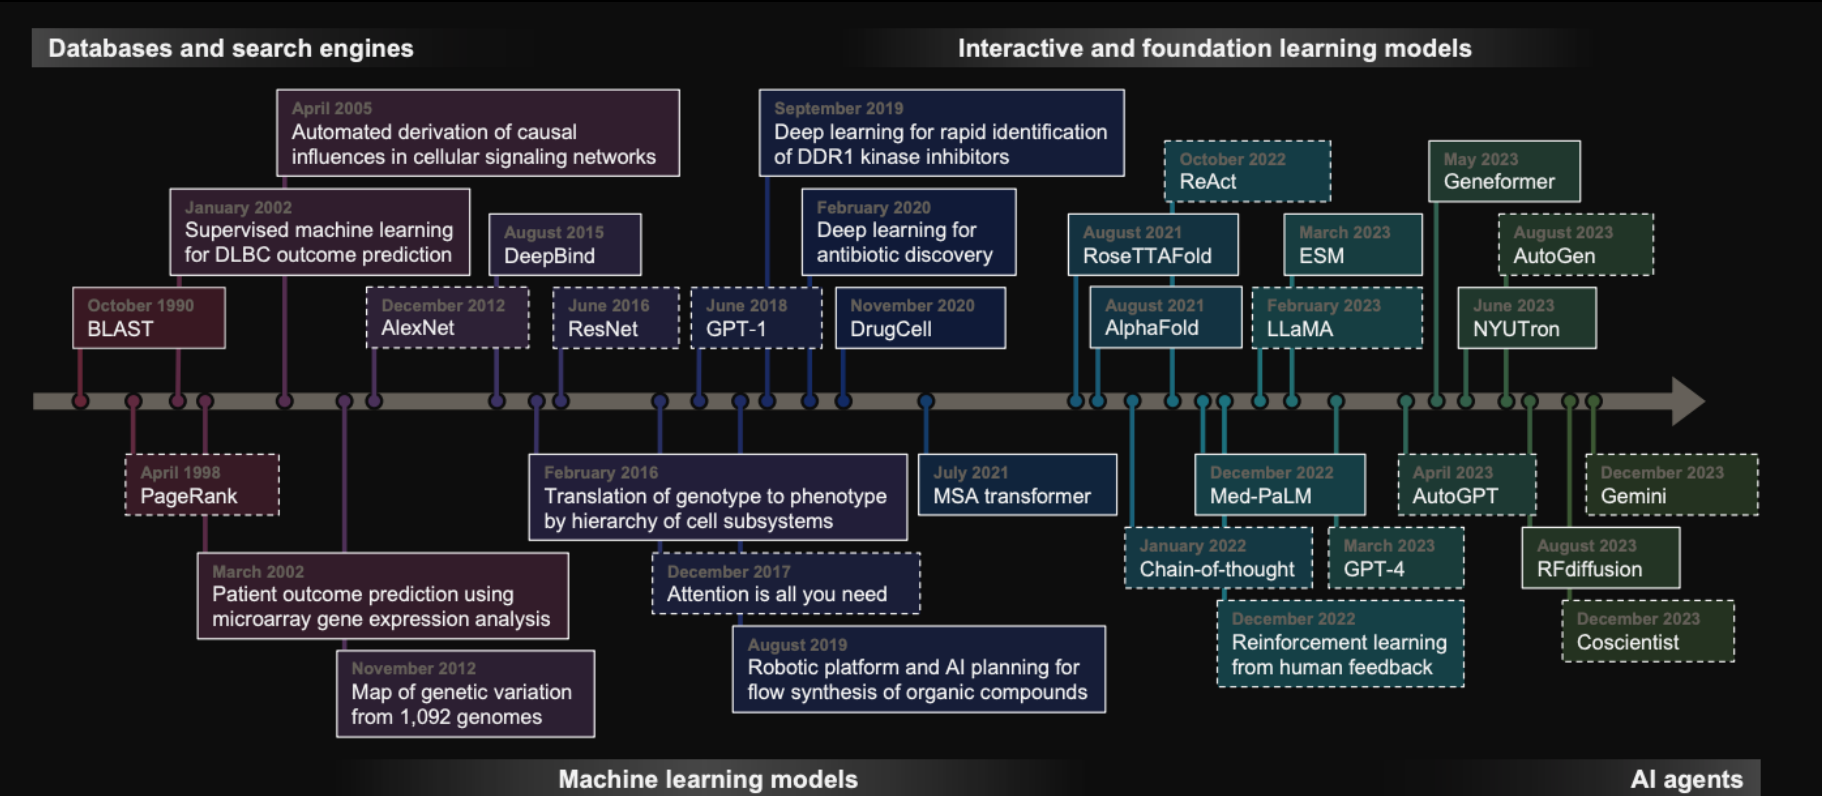 Databases and search engines
Interactive and foundation learning models
April 2005
Automated derivation of causal
influences in cellular signaling networks
September 2019
Deep learning for rapid identification
of DDR1 kinase inhibitors
October 2022
ReAct
May 2023
Geneformer
January 2002
Supervised machine learning
for DLBC outcome prediction
August 2015
DeepBind
February 2020
Deep learning for
antibiotic discovery
August 2021
RoseTTAFold
March 2023
ESM
August 2023
AutoGen
October 1990
BLAST
December 2012
AlexNet
June 2016
ResNet
June 2018
GPT-1
November 2020
DrugCell
August 2021
AlphaFold
February 2023
LLaMA
June 2023
NYUTron
April 1998
PageRank
February 2016
Translation of genotype to phenotype
by hierarchy of cell subsystems
July 2021
MSA transformer
December 2022
Med-PaLM
April 2023
AutoGPT
December 2023
Gemini
January 2022
Chain-of-thought
March 2023
GPT-4
August 2023
RFdiffusion
March 2002
Patient outcome prediction using
microarray gene expression analysis
December 2017
Attention is all you need
December 2022
Reinforcement learning
from human feedback
December 2023
Coscientist
August 2019
Robotic platform and AI planning for
flow synthesis of organic compounds
November 2012
Map of genetic variation
from 1,092 genomes
Machine learning models
AI agents